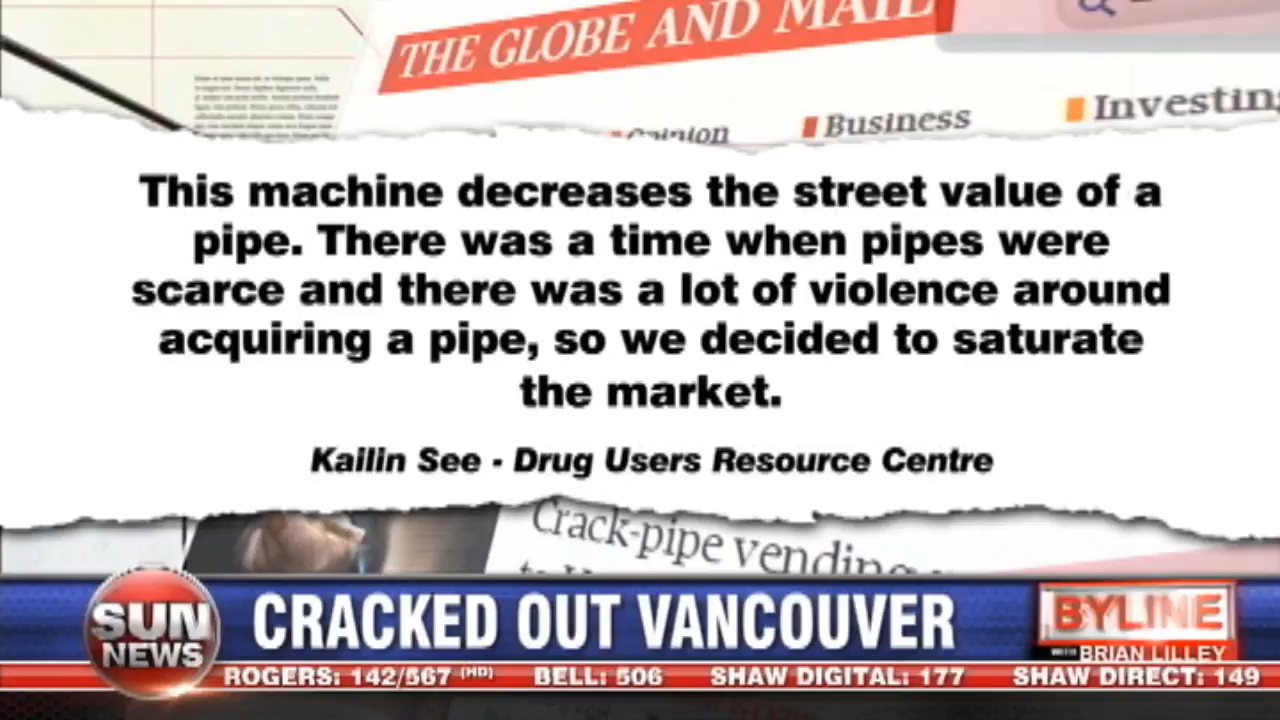 THE GLOBE AND MAIL
Opinion
Business
Investing
This machine decreases the street value of a
pipe. There was a time when pipes were
scarce and there was a lot of violence around
acquiring a pipe, so we decided to saturate
the market.
Kailin See - Drug Users Resource Centre
Crack-pipe vending
SUN
NEWS
CRACKED OUT VANCOUVER
BYLINE
WITH BRIAN LILLEY
ROGERS: 142/567 (HD) BELL: 506 SHAW DIGITAL: 177 SHAW DIRECT: 149